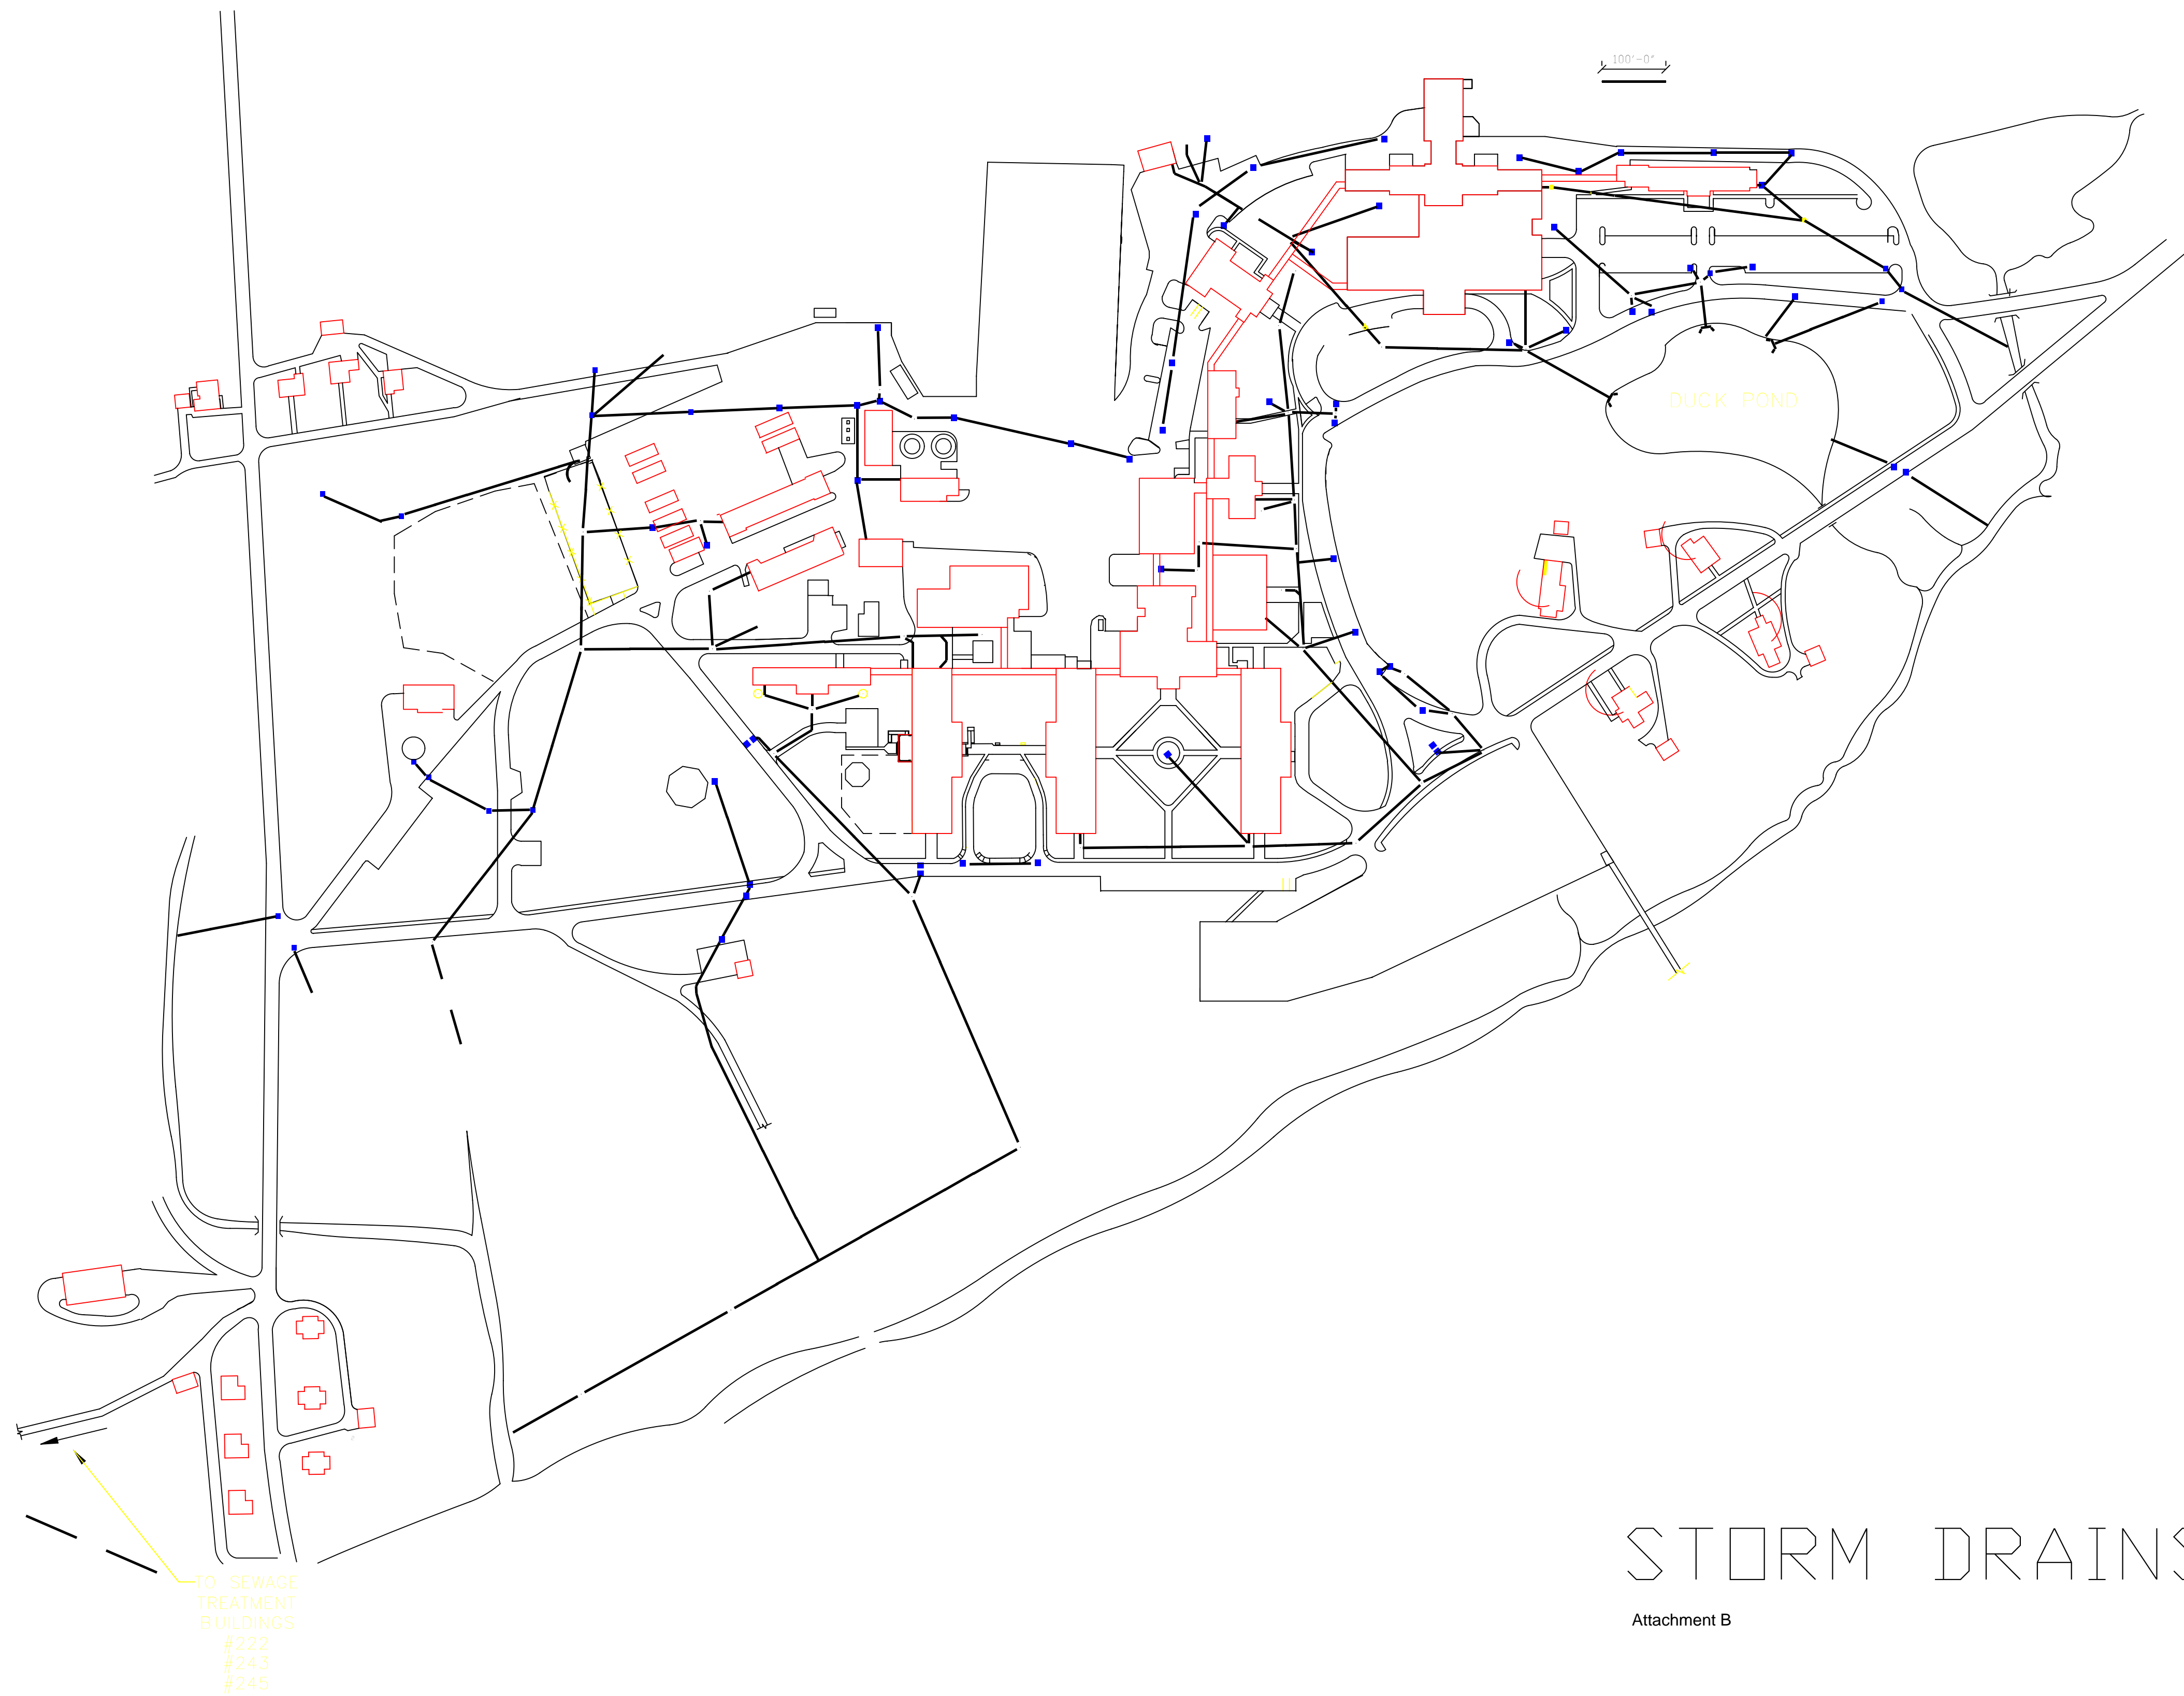 100'-0"
DUCK POND
STORM DRAINS
Attachment B
TO SEWAGE
TREATMENT
BUILDINGS
#232
#243
#245